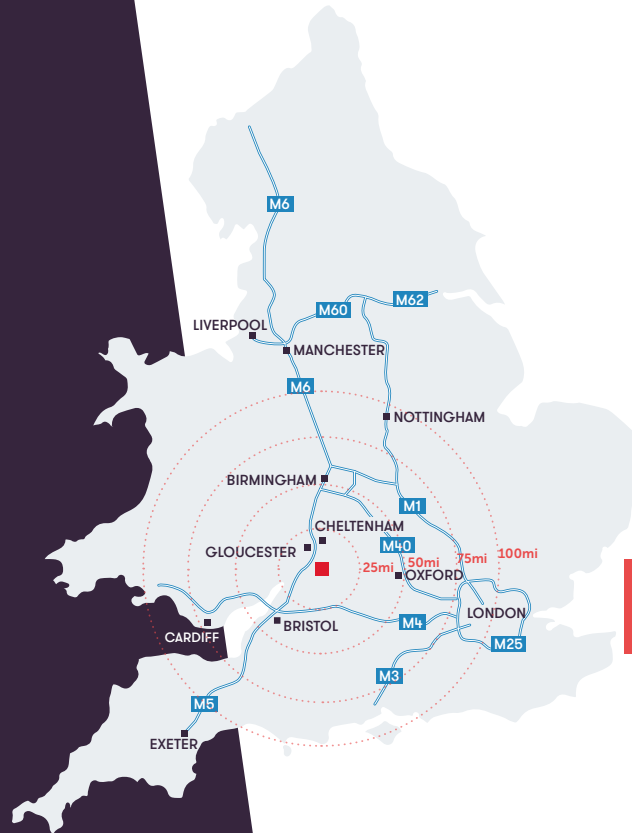 M6
M62
M60
LIVERPOOL
MANCHESTER
M6
NOTTINGHAM
BIRMINGHAM
M1
CHELTENHAM
M40
GLOUCESTER
25mi
50mi
75mi
100mi
OXFORD
LONDON
M4
BRISTOL
CARDIFF
M25
M3
M5
EXETER